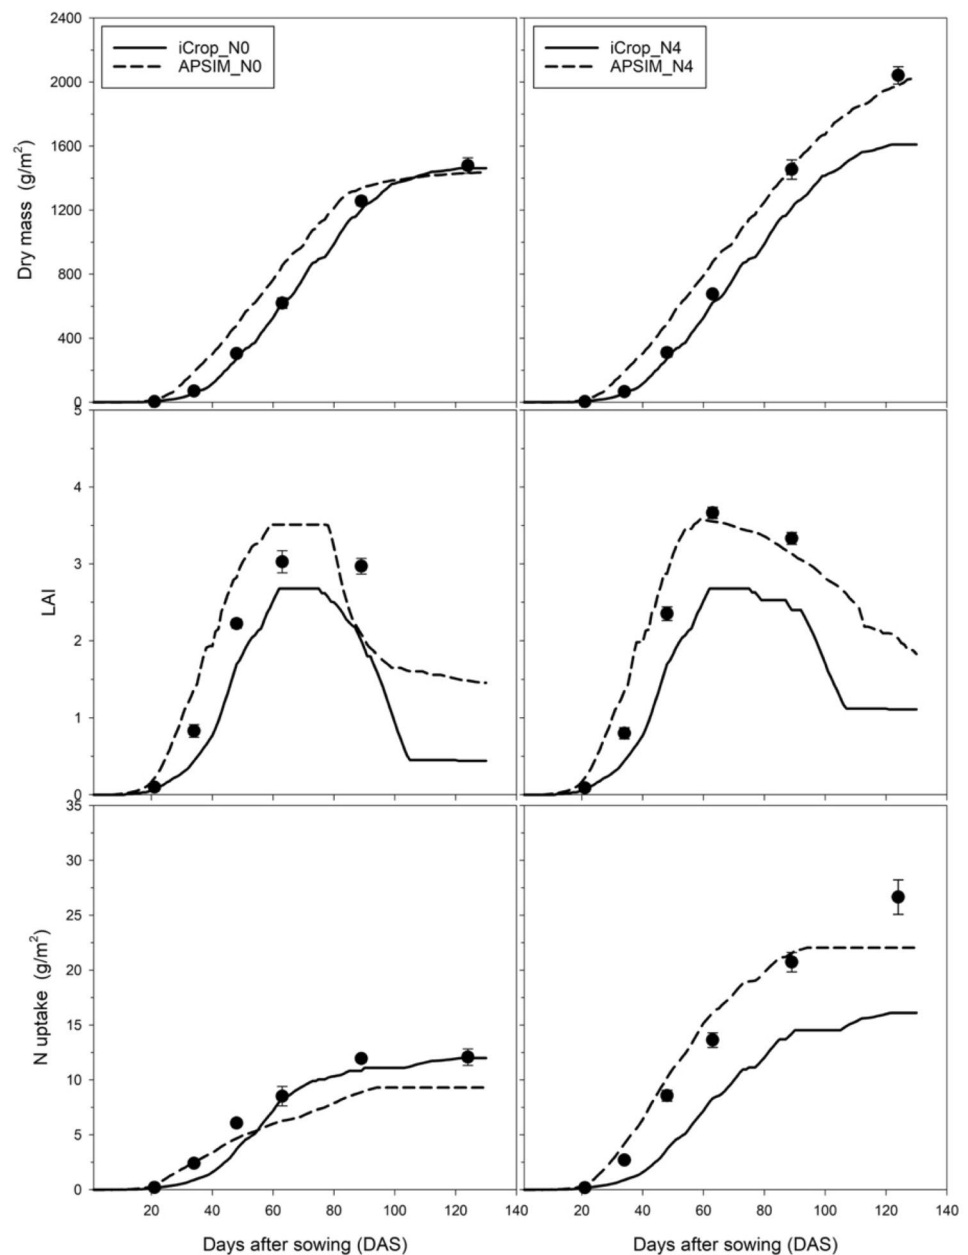 2400
2000
1600
1200
800
400
0
Dry mass (g/m²)
iCrop_N0
APSIM_N0
iCrop_N4
APSIM_N4
5
4
3
2
1
0
LAI
35
30
25
20
15
10
5
0
N uptake (g/m²)
20 40 60 80 100 120 140 20 40 60 80 100 120 140
Days after sowing (DAS) Days after sowing (DAS)